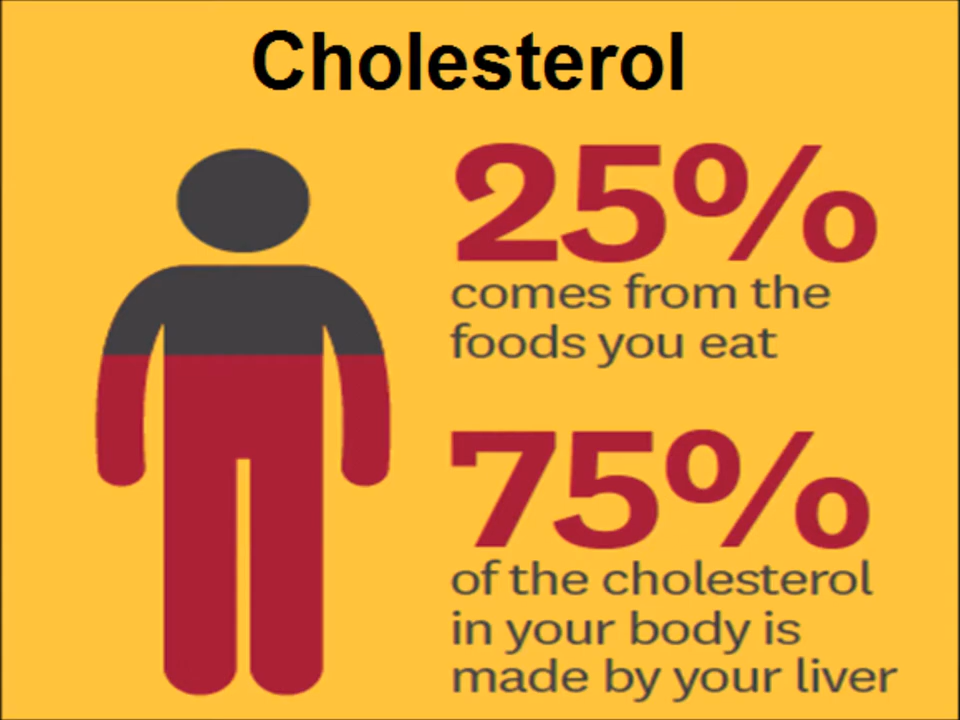 Cholesterol
25%
comes from the
foods you eat
75%
of the cholesterol
in your body is
made by your liver